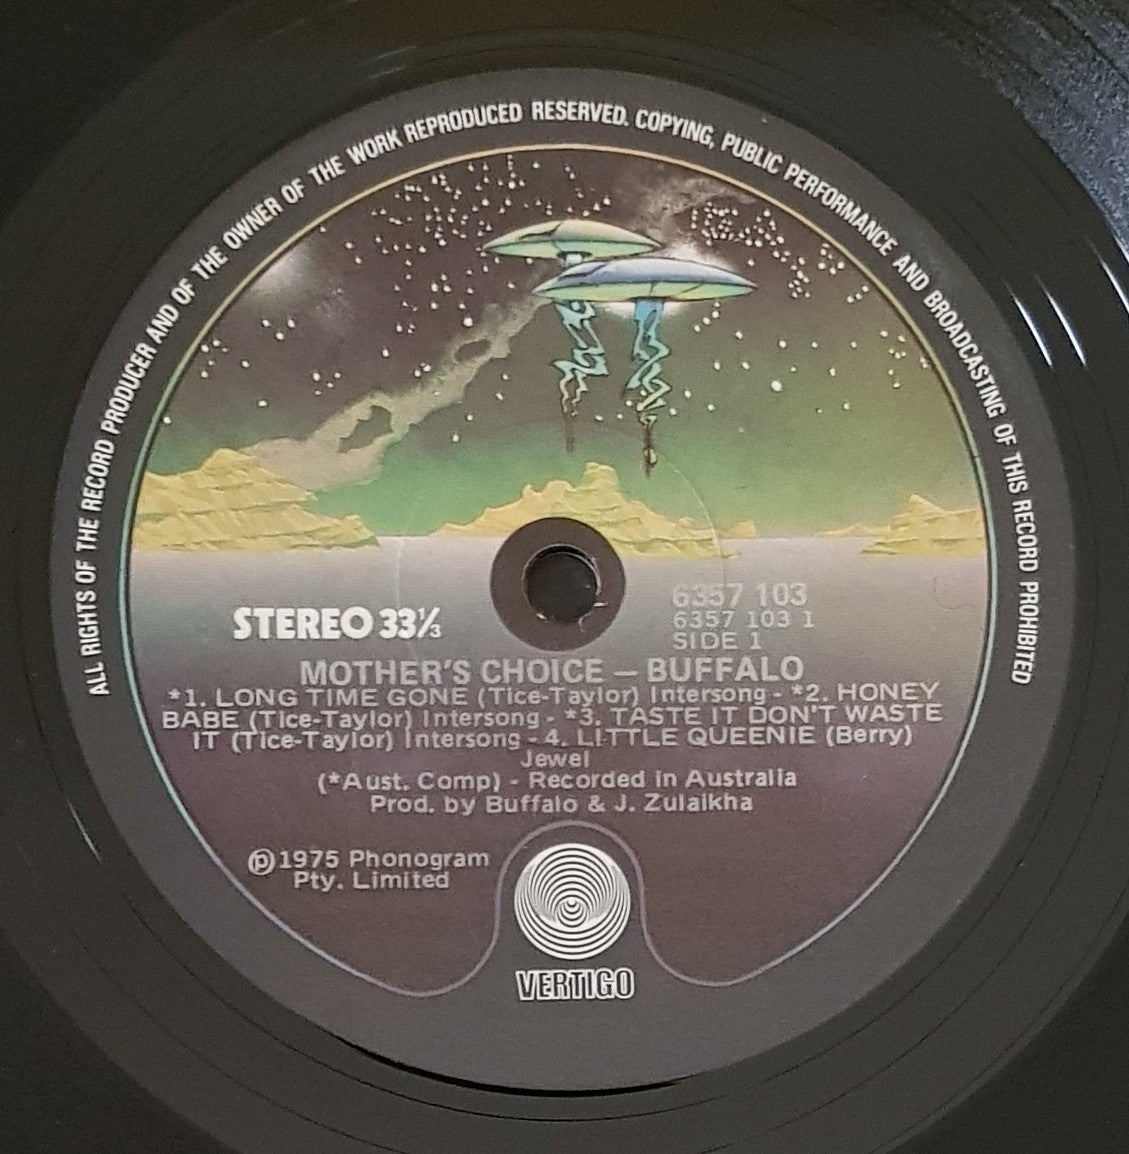 ALL RIGHTS OF THE RECORD PRODUCER AND OF THE OWNER OF THE WORK REPRODUCED RESERVED. COPYING, PUBLIC PERFORMANCE AND BROADCASTING OF THIS RECORD PROHIBITED
STEREO 33⅓
6357 103
6357 103 1
SIDE 1
MOTHER'S CHOICE – BUFFALO
*1. LONG TIME GONE (Tice-Taylor) Intersong - *2. HONEY
BABE (Tice-Taylor) Intersong - *3. TASTE IT DON'T WASTE
IT (Tice-Taylor) Intersong - 4. LITTLE QUEENIE (Berry)
Jewel
(*Aust. Comp) - Recorded in Australia
Prod. by Buffalo & J. Zulaikha
℗1975 Phonogram
Pty. Limited
VERTIGO